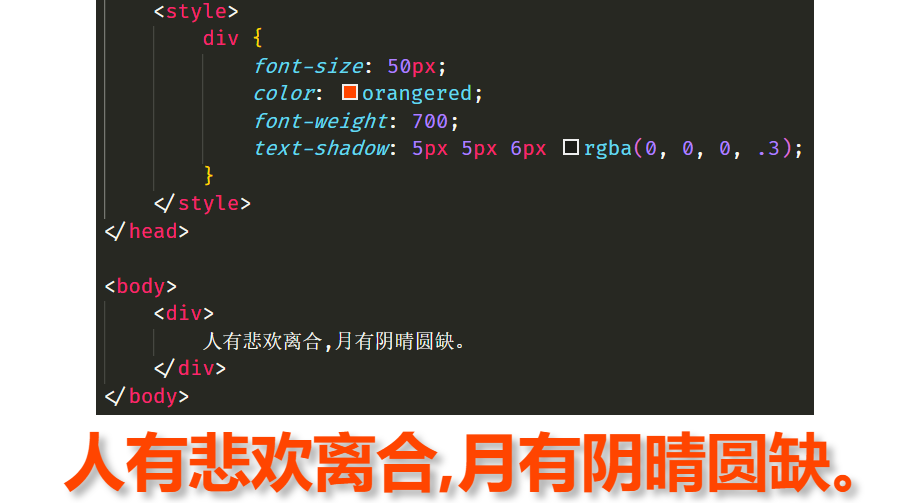 <style>
div {
font-size: 50px;
color: orangered;
font-weight: 700;
text-shadow: 5px 5px 6px rgba(0, 0, 0, .3);
}
</style>
</head>
<body>
<div>
人有悲欢离合,月有阴晴圆缺。
</div>
</body>
人有悲欢离合,月有阴晴圆缺。